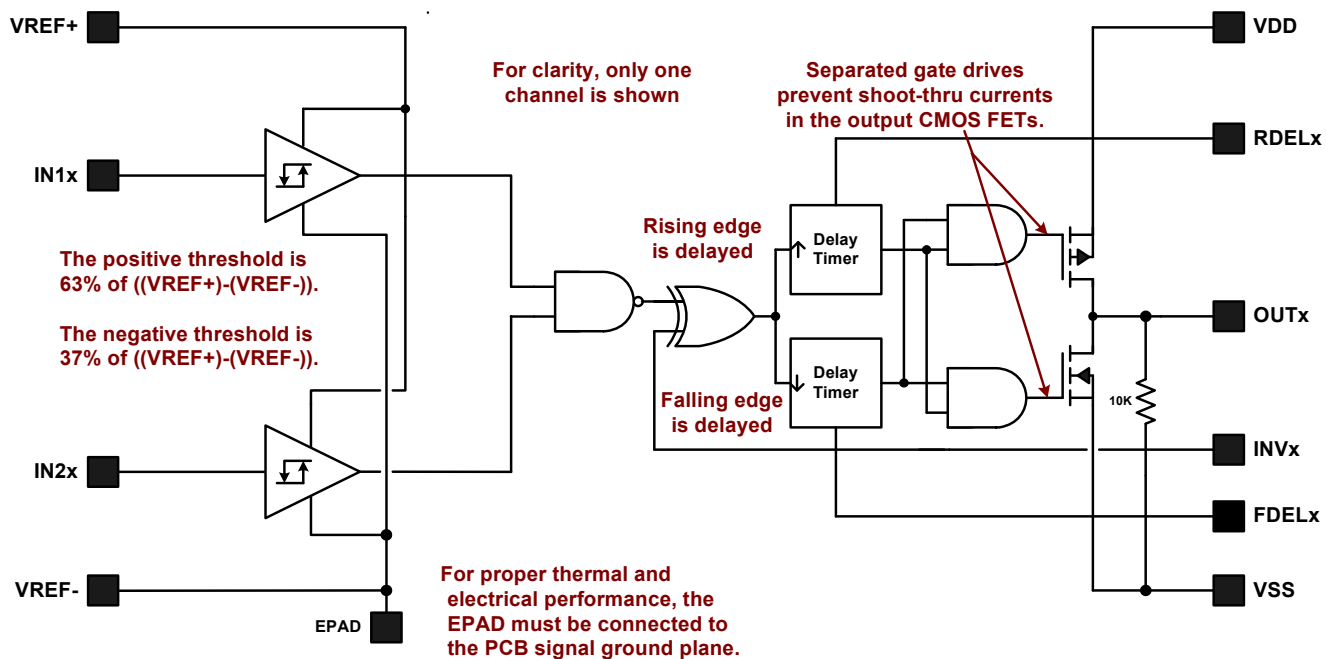 VREF+
VDD
For clarity, only one
channel is shown
Separated gate drives
prevent shoot-thru currents
in the output CMOS FETs.
RDELx
IN1x
Rising edge
is delayed
Delay
Timer
The positive threshold is
63% of ((VREF+)-(VREF-)).
The negative threshold is
37% of ((VREF+)-(VREF-)).
OUTx
Delay
Timer
Falling edge
is delayed
10K
IN2x
INVx
FDELx
VREF-
For proper thermal and
electrical performance, the
EPAD must be connected to
the PCB signal ground plane.
VSS
EPAD